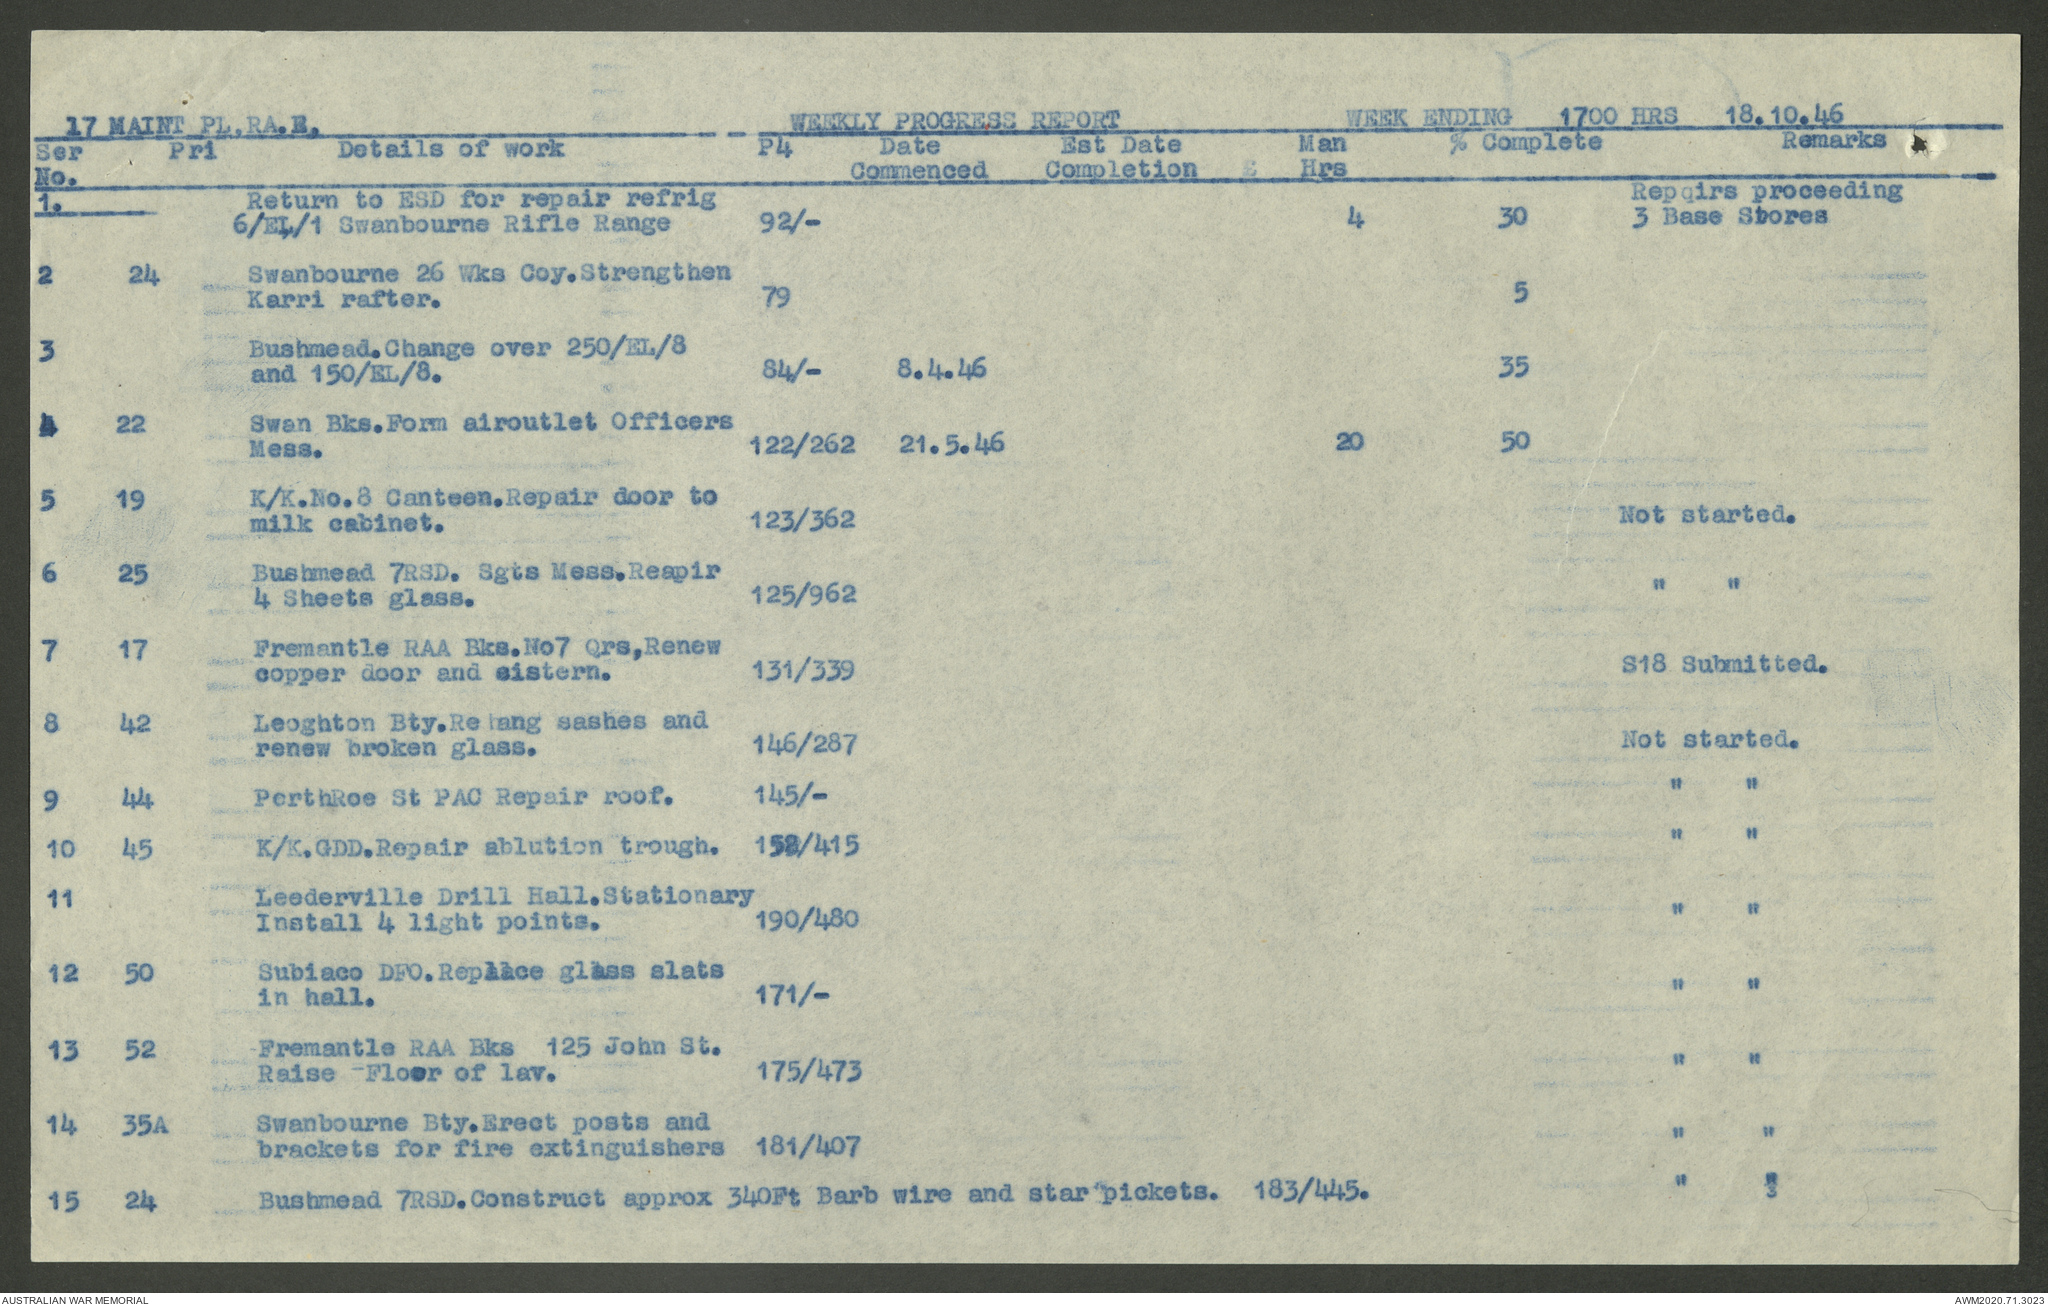 17 MAINT PL.RA.E. WEEKLY PROGRESS REPORT WEEK ENDING 1700 HRS 18.10.46
Ser Pri Details of work P4 Date Est Date Man % Complete Remarks
No. Commenced Completion £ Hrs
1. Return to ESD for repair refrig Repqirs proceeding
6/EL/1 Swanbourne Rifle Range 92/- 4 30 3 Base Stores
2 24 Swanbourne 26 Wks Coy.Strengthen
Karri rafter. 79 5
3 Bushmead.Change over 250/EL/8
and 150/EL/8. 84/- 8.4.46 35
4 22 Swan Bks.Form airoutlet Officers
Mess. 122/262 21.5.46 20 50
5 19 K/K.No.8 Canteen.Repair door to
milk cabinet. 123/362 Not started.
6 25 Bushmead 7RSD. Sgts Mess.Reapir
4 Sheets glass. 125/962 " "
7 17 Fremantle RAA Bks.No7 Qrs,Renew
copper door and sistern. 131/339 S18 Submitted.
8 42 Leoghton Bty.Rehang sashes and
renew broken glass. 146/287 Not started.
9 44 PerthRoe St PAC Repair roof. 145/- " "
10 45 K/K.GDD.Repair ablution trough. /415 " "
11 Leederville Drill Hall.Stationary
Install 4 light points. 190/480 " "
12 50 Subiaco DFO.Replace glass slats
in hall. 171/- " "
13 52 -Fremantle RAA Bks 125 John St.
Raise -Floor of lav. 175/473 " "
14 35A Swanbourne Bty.Erect posts and
brackets for fire extinguishers 181/407 " "
15 24 Bushmead 7RSD.Construct approx 340Ft Barb wire and star pickets. 183/445. " "
3
AUSTRALIAN WAR MEMORIAL AWM2020.71.3023